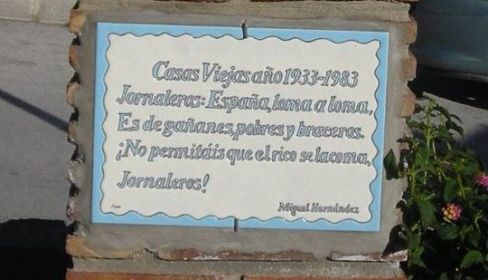 Casas Viejas año 1933-1983
Jornaleros: España, loma a loma,
Es de gañanes, pobres y braceros.
¡No permitáis que el rico se la coma,
Jornaleros!
Miguel Hernández